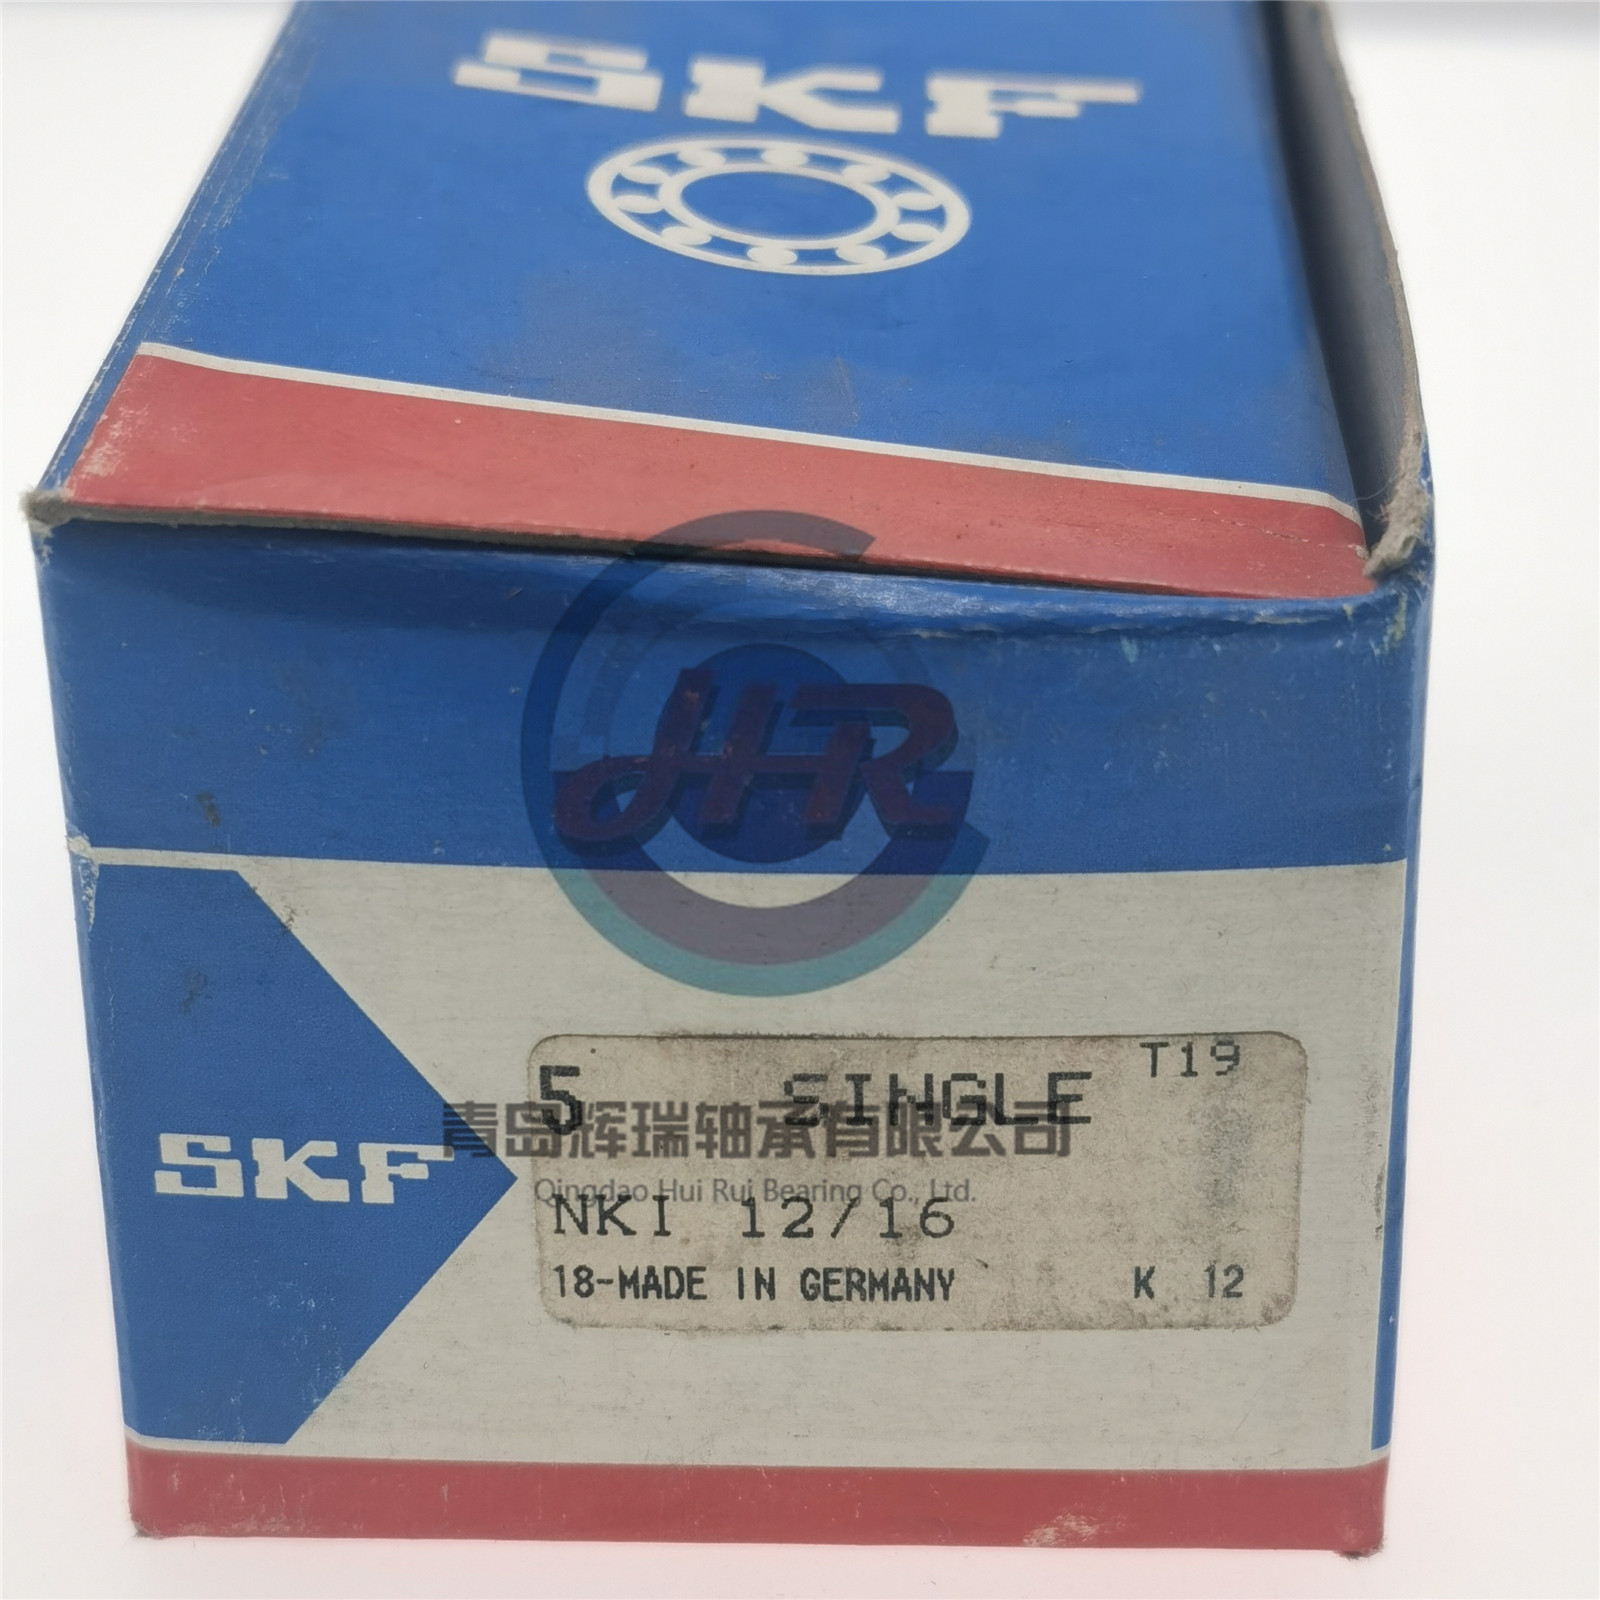 SKF
HR
T19
5 SINGLE
青岛辉瑞轴承有限公司
SKF
Qingdao Hui Rui Bearing Co., Ltd.
NKI 12/16
18-MADE IN GERMANY K 12